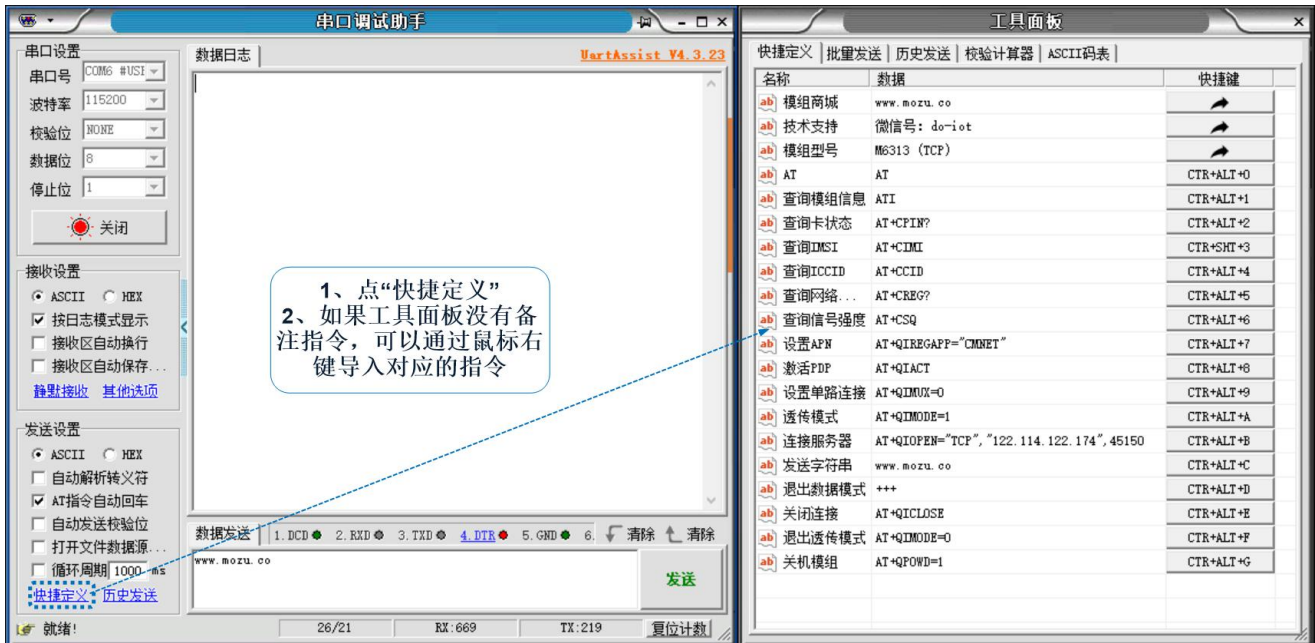 串口调试助手
串口设置
串口号 COM6 #USI
波特率 115200
校验位 NONE
数据位 8
停止位 1
关闭
接收设置
ASCII HEX
按日志模式显示
接收区自动换行
接收区自动保存...
静默接收 其他选项
发送设置
ASCII HEX
自动解析转义符
AT指令自动回车
自动发送校验位
打开文件数据源...
循环周期 1000 ms
快捷定义 历史发送
数据日志 UartAssist V4.3.23
1、点“快捷定义”
2、如果工具面板没有备
注指令，可以通过鼠标右
键导入对应的指令
数据发送 1.DCD 2.RXD 3.TXD 4.DTR 5.GND 6. 清除 清除
www.mozu.co
发送
就绪! 26/21 RX:669 TX:219 复位计数
工具面板
快捷定义 批量发送 历史发送 校验计算器 ASCII码表
名称 数据 快捷键
模组商城 www.mozu.co
技术支持 微信号: do-iot
模组型号 M6313 (TCP)
AT AT CTR+ALT+0
查询模组信息 ATI CTR+ALT+1
查询卡状态 AT+CPIN? CTR+ALT+2
查询IMSI AT+CIMI CTR+SHT+3
查询ICCID AT+CCID CTR+ALT+4
查询网络... AT+CREG? CTR+ALT+5
查询信号强度 AT+CSQ CTR+ALT+6
设置APN AT+QIREGAPP="CMNET" CTR+ALT+7
激活PDP AT+QIACT CTR+ALT+8
设置单路连接 AT+QIMUX=0 CTR+ALT+9
透传模式 AT+QIMODE=1 CTR+ALT+A
连接服务器 AT+QIOPEN="TCP","122.114.122.174",45150 CTR+ALT+B
发送字符串 www.mozu.co CTR+ALT+C
退出数据模式 +++ CTR+ALT+D
关闭连接 AT+QICLOSE CTR+ALT+E
退出透传模式 AT+QIMODE=0 CTR+ALT+F
关机模组 AT+QPOWD=1 CTR+ALT+G